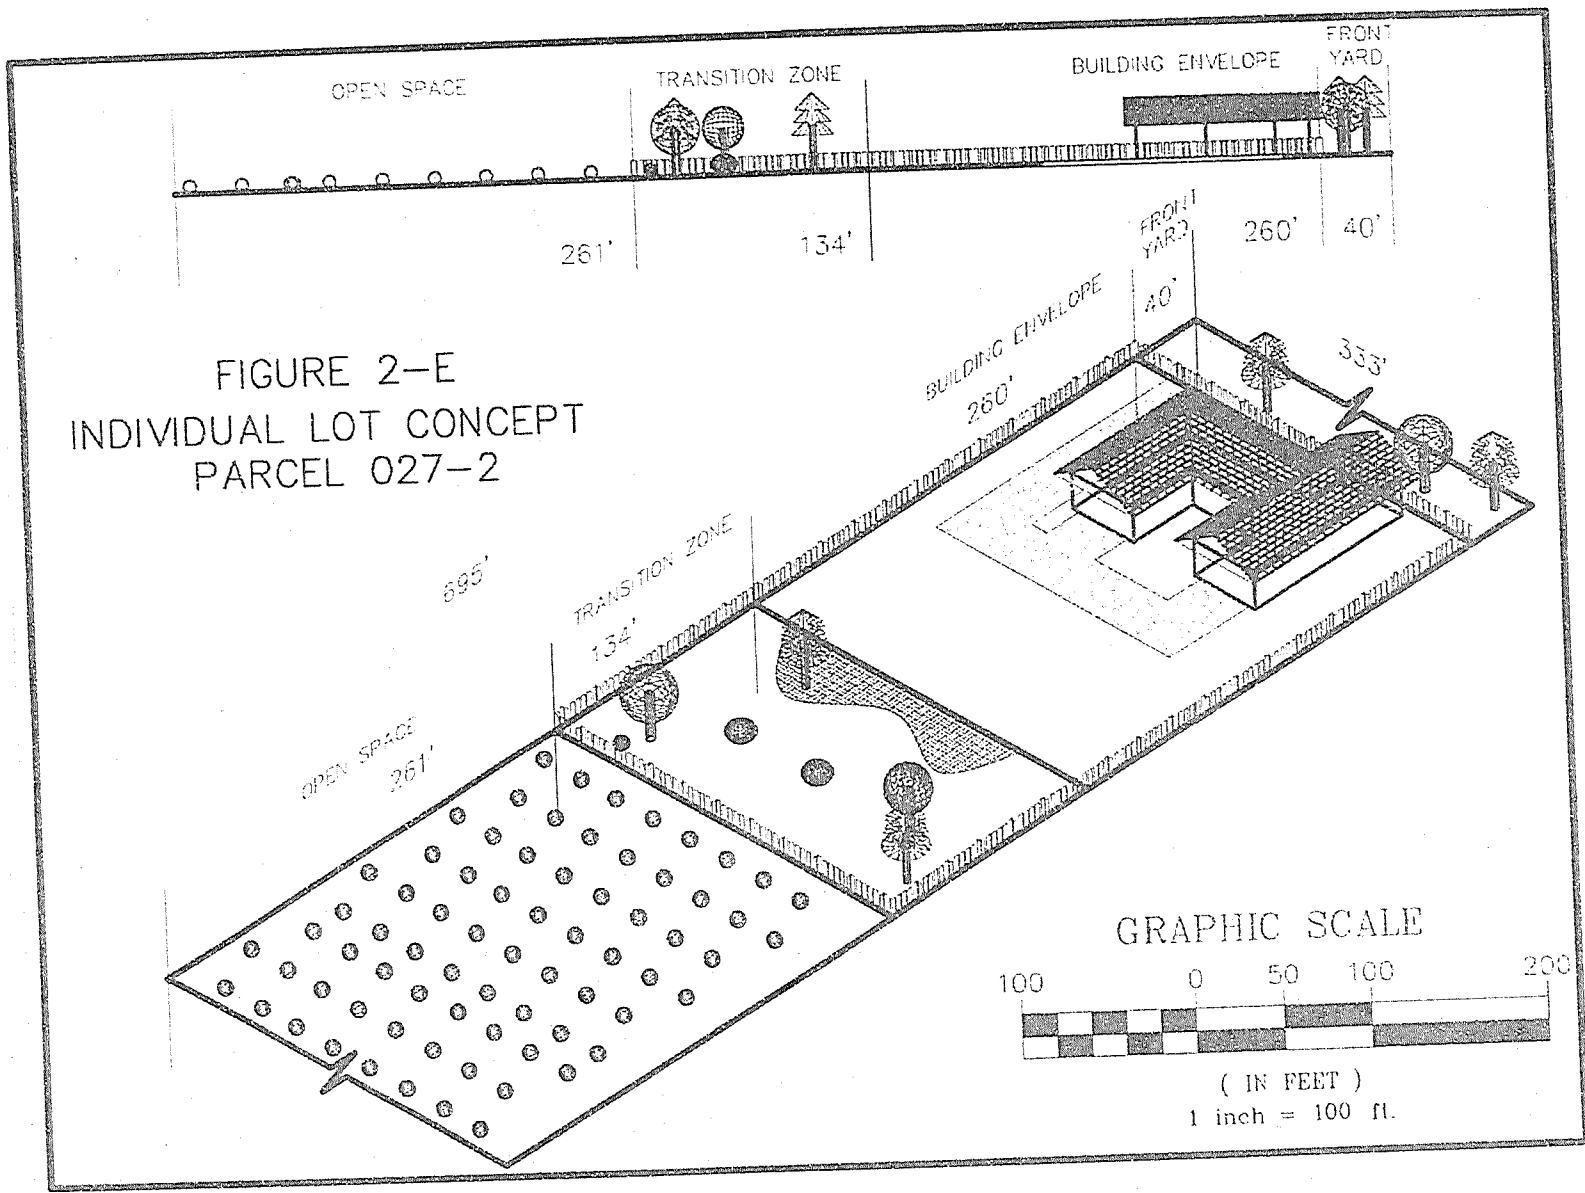 OPEN SPACE
TRANSITION ZONE
BUILDING ENVELOPE
FRONT
YARD
261'
134'
260'
40'
FIGURE 2-E
INDIVIDUAL LOT CONCEPT
PARCEL 027-2
FRONT
YARD
40'
BUILDING ENVELOPE
260'
333'
695'
TRANSITION ZONE
134'
OPEN SPACE
261'
GRAPHIC SCALE
100 0 50 100 200
( IN FEET )
1 inch = 100 ft.